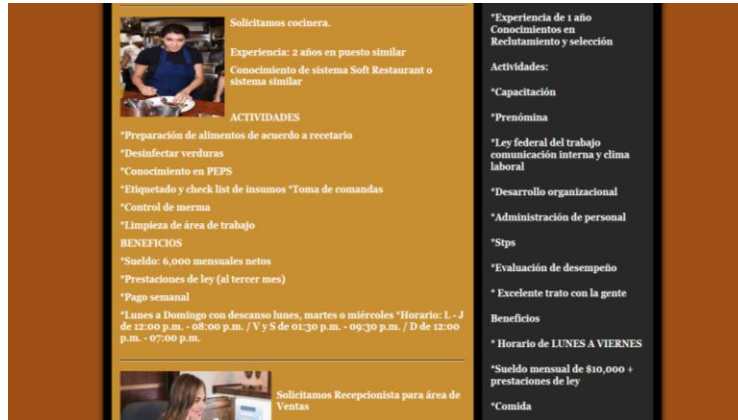 Solicitamos cocinera.
Experiencia: 2 años en puesto similar
Conocimiento de sistema Soft Restaurant o
sistema similar
ACTIVIDADES
*Preparación de alimentos de acuerdo a recetario
*Desinfectar verduras
*Conocimiento en PEPS
*Etiquetado y check list de insumos *Toma de comandas
*Control de merma
*Limpieza de área de trabajo
BENEFICIOS
*Sueldo: 6,000 mensuales netos
*Prestaciones de ley (al tercer mes)
*Pago semanal
*Lunes a Domingo con descanso lunes, martes o miércoles *Horario: L - J
de 12:00 p.m. - 08:00 p.m. / V y S de 01:30 p.m. - 09:30 p.m. / D de 12:00
p.m. - 07:00 p.m.
Solicitamos Recepcionista para área de
Ventas
*Experiencia de 1 año
Conocimientos en
Reclutamiento y selección
Actividades:
*Capacitación
*Prenómina
*Ley federal del trabajo
comunicación interna y clima
laboral
*Desarrollo organizacional
*Administración de personal
*Stps
*Evaluación de desempeño
* Excelente trato con la gente
Beneficios
* Horario de LUNES A VIERNES
*Sueldo mensual de $10,000 +
prestaciones de ley
*Comida